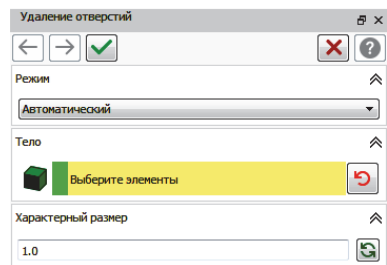 Удаление отверстий
Режим
Автоматический
Тело
Выберите элементы
Характерный размер
1.0